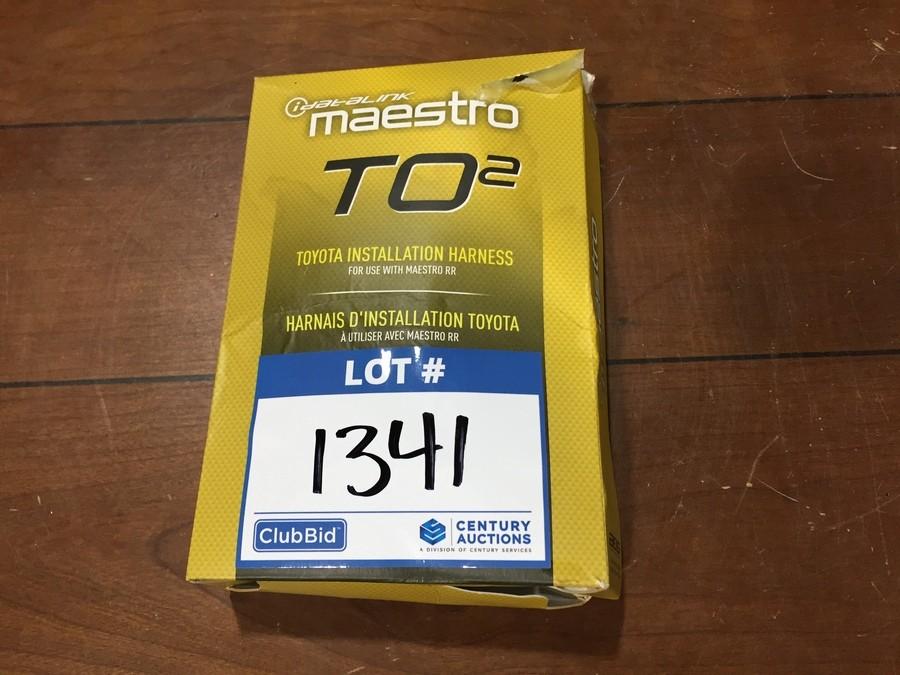 iDatalink
maestro
TO²
TOYOTA INSTALLATION HARNESS
FOR USE WITH MAESTRO RR
HARNAIS D'INSTALLATION TOYOTA
À UTILISER AVEC MAESTRO RR
LOT #
1341
ClubBid™
CENTURY
AUCTIONS
A DIVISION OF CENTURY SERVICES